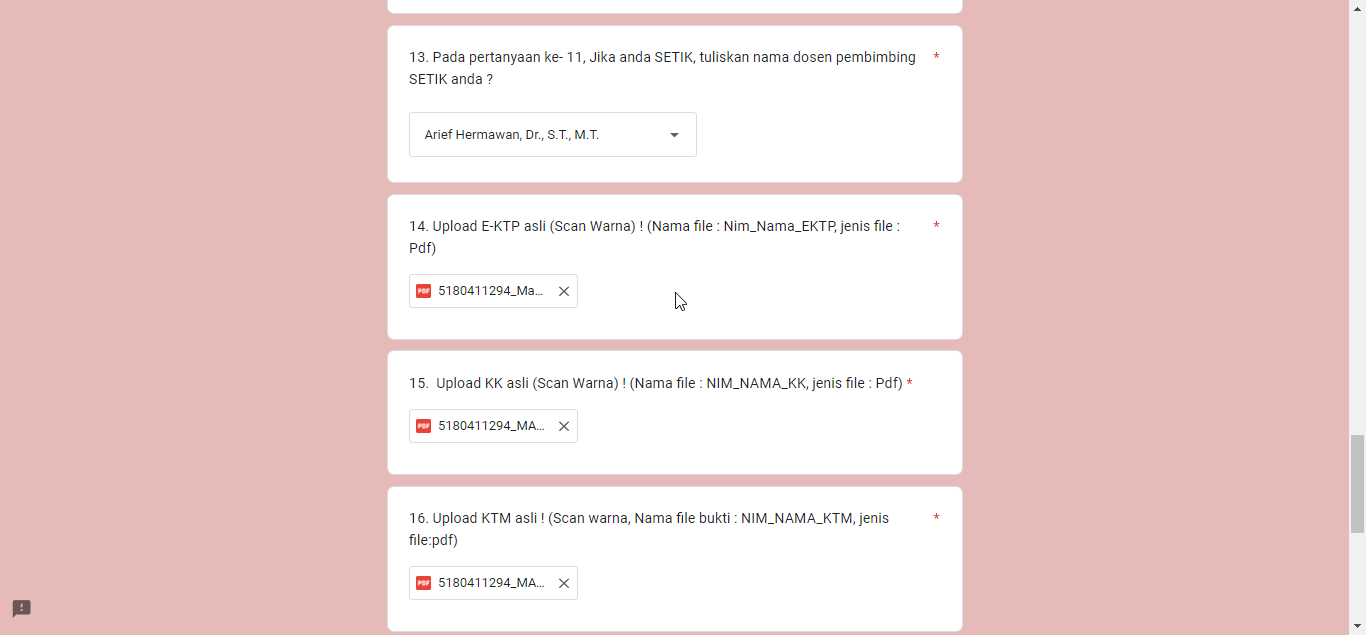 13. Pada pertanyaan ke- 11, Jika anda SETIK, tuliskan nama dosen pembimbing *
SETIK anda ?
Arief Hermawan, Dr., S.T., M.T.
14. Upload E-KTP asli (Scan Warna) ! (Nama file : Nim_Nama_EKTP, jenis file : *
Pdf)
PDF 5180411294_Ma...
15.  Upload KK asli (Scan Warna) ! (Nama file : NIM_NAMA_KK, jenis file : Pdf) *
PDF 5180411294_MA...
16. Upload KTM asli ! (Scan warna, Nama file bukti : NIM_NAMA_KTM, jenis *
file:pdf)
PDF 5180411294_MA...